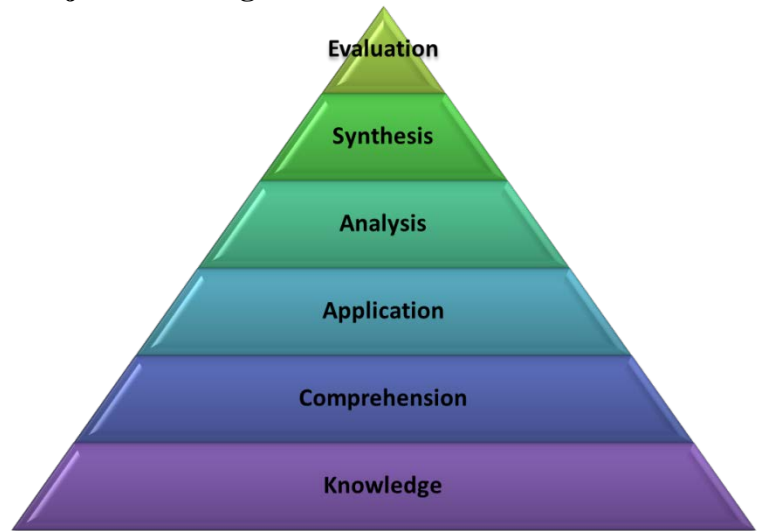 Evaluation
Synthesis
Analysis
Application
Comprehension
Knowledge